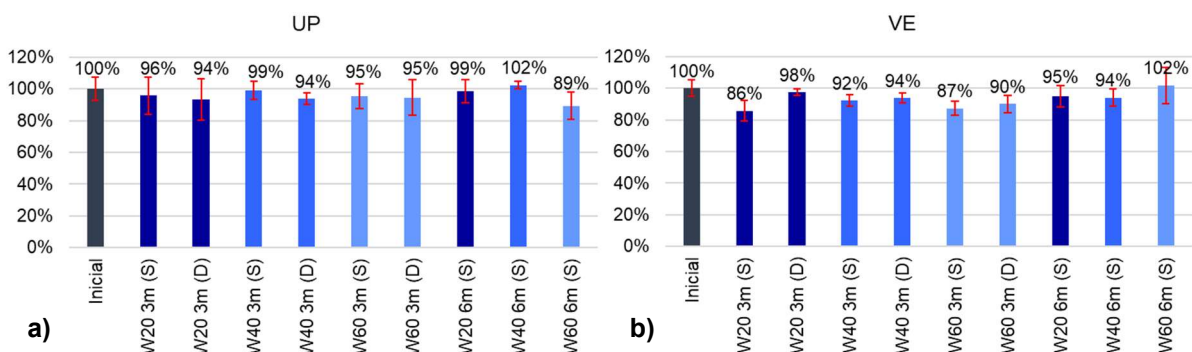 UP
120%
100%
80%
60%
40%
20%
0%
100%
96%
94%
99%
94%
95%
95%
99%
102%
89%
Inicial
W20 3m (S)
W20 3m (D)
W40 3m (S)
W40 3m (D)
W60 3m (S)
W60 3m (D)
W20 6m (S)
W40 6m (S)
W60 6m (S)
a)
VE
120%
100%
80%
60%
40%
20%
0%
100%
86%
98%
92%
94%
87%
90%
95%
94%
102%
Inicial
W20 3m (S)
W20 3m (D)
W40 3m (S)
W40 3m (D)
W60 3m (S)
W60 3m (D)
W20 6m (S)
W40 6m (S)
W60 6m (S)
b)